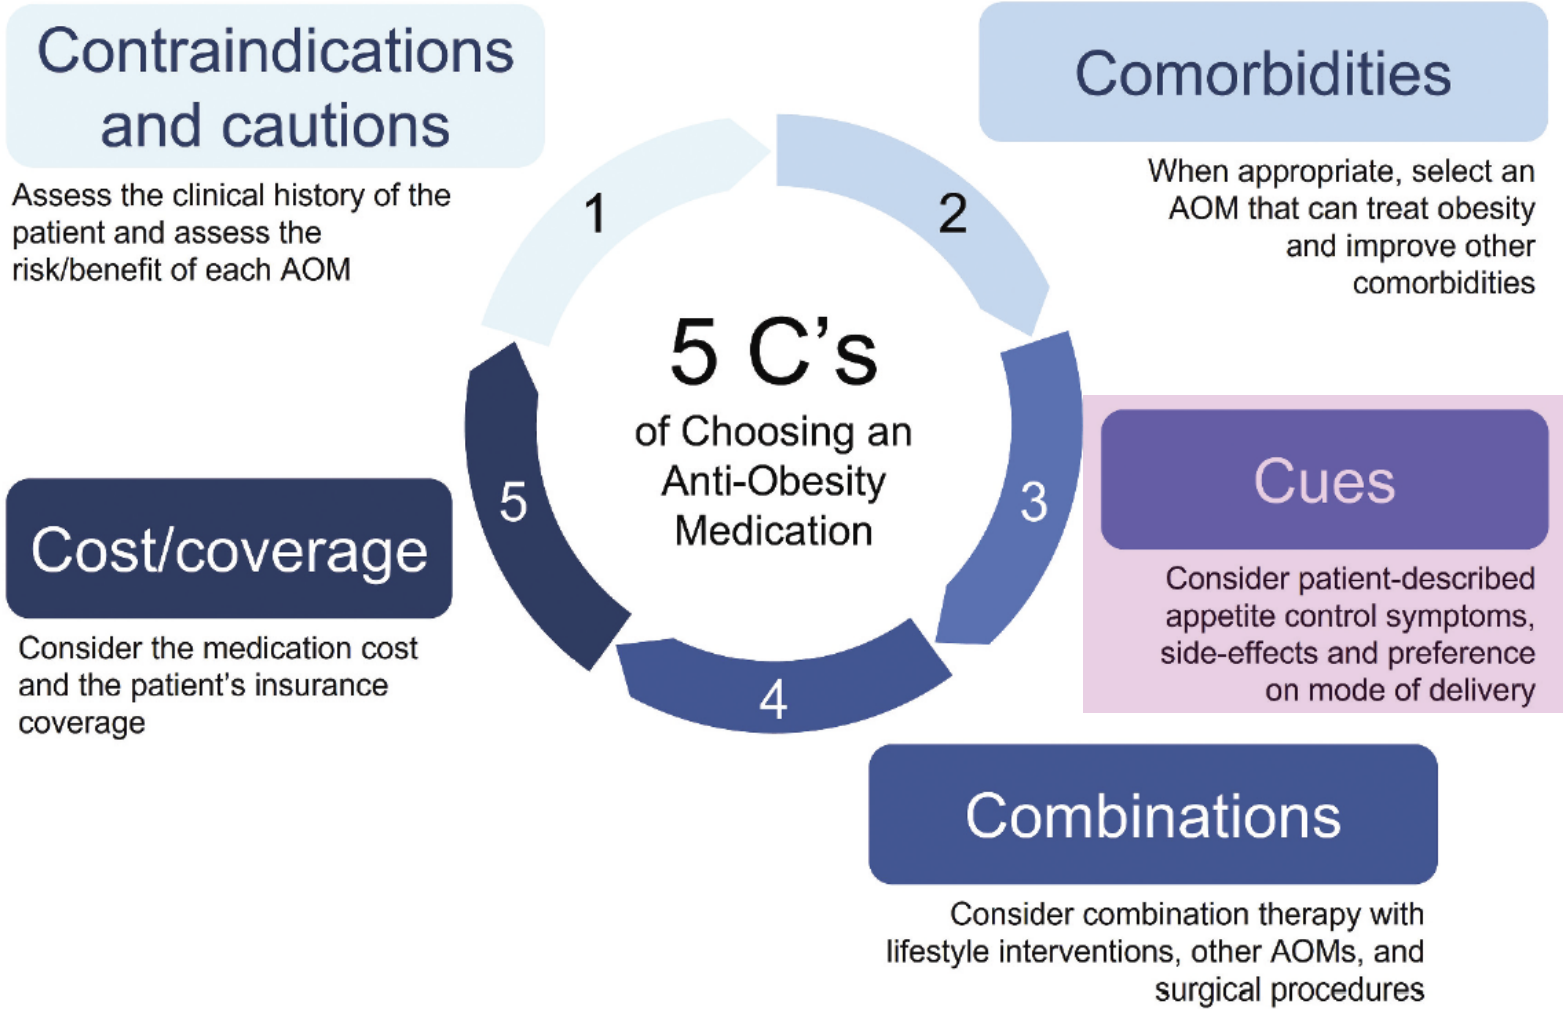 Contraindications
and cautions
Assess the clinical history of the
patient and assess the
risk/benefit of each AOM
1
Comorbidities
When appropriate, select an
AOM that can treat obesity
and improve other
comorbidities
2
5 C’s
of Choosing an
Anti-Obesity
Medication
Cues
Consider patient-described
appetite control symptoms,
side-effects and preference
on mode of delivery
3
Combinations
Consider combination therapy with
lifestyle interventions, other AOMs, and
surgical procedures
4
Cost/coverage
Consider the medication cost
and the patient’s insurance
coverage
5